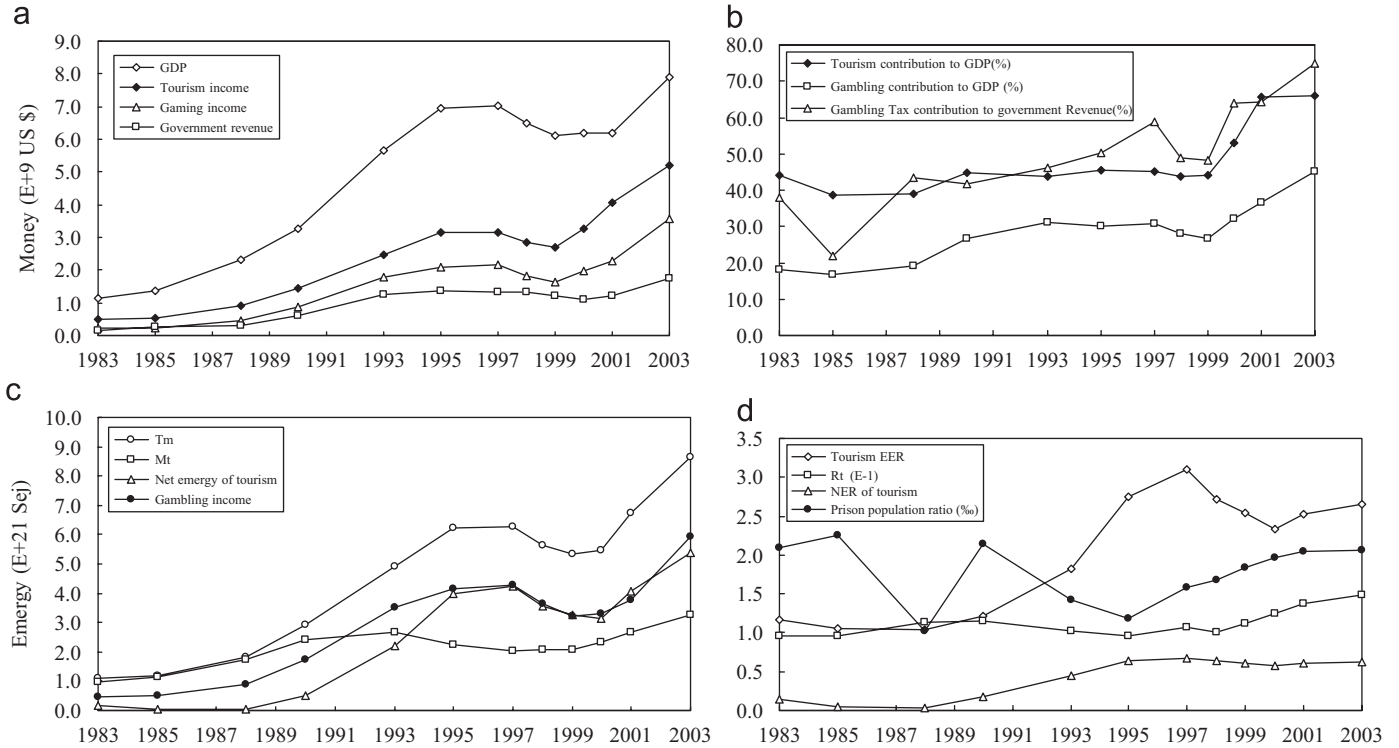 a
Money (E+9 US $)
9.0
8.0
7.0
6.0
5.0
4.0
3.0
2.0
1.0
0.0
GDP
Tourism income
Gaming income
Government revenue
1983 1985 1987 1989 1991 1993 1995 1997 1999 2001 2003
b
80.0
70.0
60.0
50.0
40.0
30.0
20.0
10.0
0.0
Tourism contribution to GDP(%)
Gambling contribution to GDP (%)
Gambling Tax contribution to government Revenue(%)
1983 1985 1987 1989 1991 1993 1995 1997 1999 2001 2003
c
Emergy (E+21 Sej)
10.0
9.0
8.0
7.0
6.0
5.0
4.0
3.0
2.0
1.0
0.0
Tm
Mt
Net emergy of tourism
Gambling income
1983 1985 1987 1989 1991 1993 1995 1997 1999 2001 2003
d
3.5
3.0
2.5
2.0
1.5
1.0
0.5
0.0
Tourism EER
Rt (E-1)
NER of tourism
Prison population ratio (‰)
1983 1985 1987 1989 1991 1993 1995 1997 1999 2001 2003